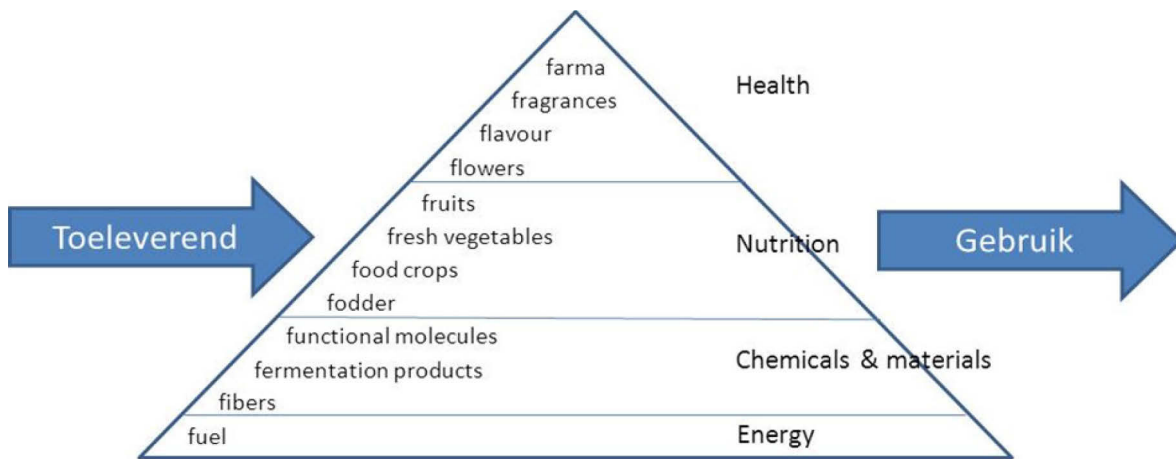 farma
Health
fragrances
flavour
flowers
fruits
Toeleverend
fresh vegetables
Nutrition
Gebruik
food crops
fodder
functional molecules
Chemicals & materials
fermentation products
fibers
fuel
Energy